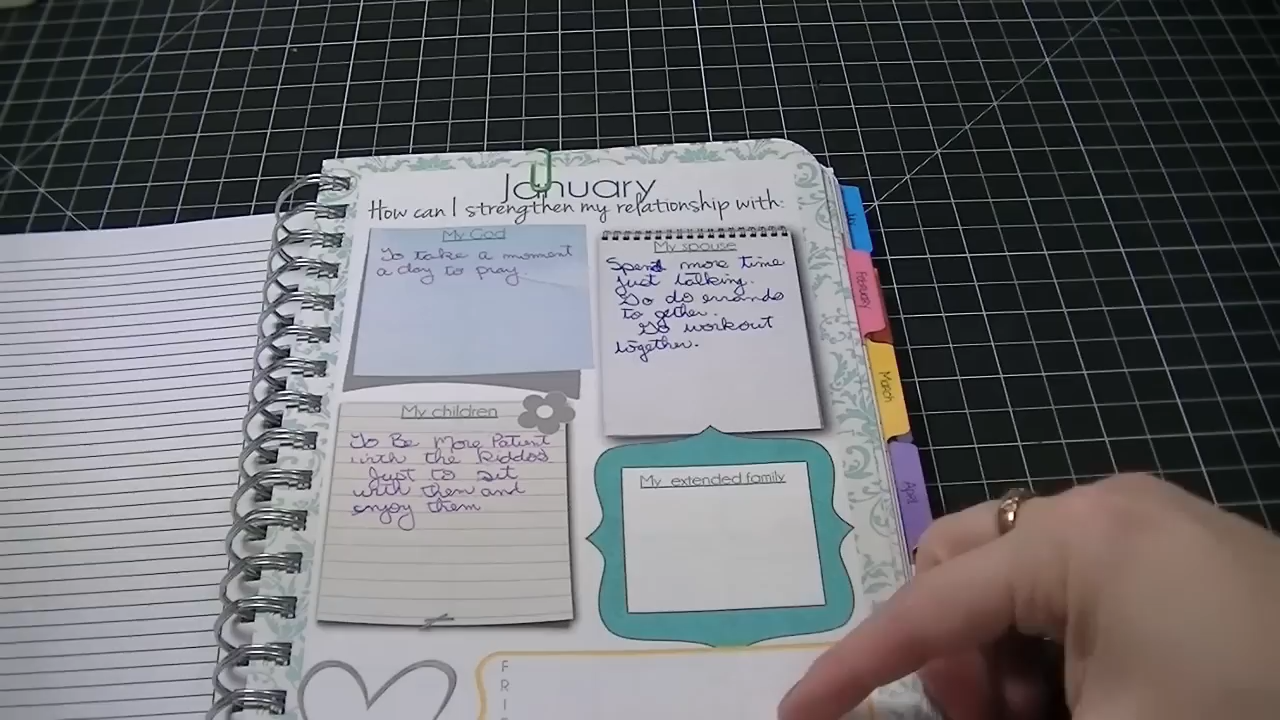 January
How can I strengthen my relationship with:
My God
To take a moment
a day to pray
My spouse
Spend more time
just talking.
Go do errands
to gether.
Go workout
together.
My children
To Be More Patient
with the kiddos
Just to sit
with them and
enjoy them
My extended family
F
R
I
February
March
April